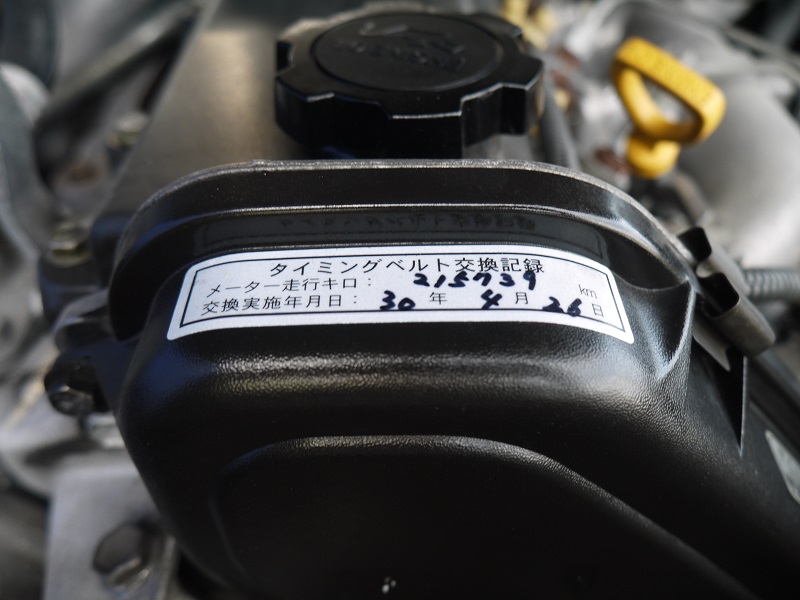 タイミングベルト交換記録
メーター走行キロ： 215739 km
交換実施年月日： 30 年 4 月 26 日